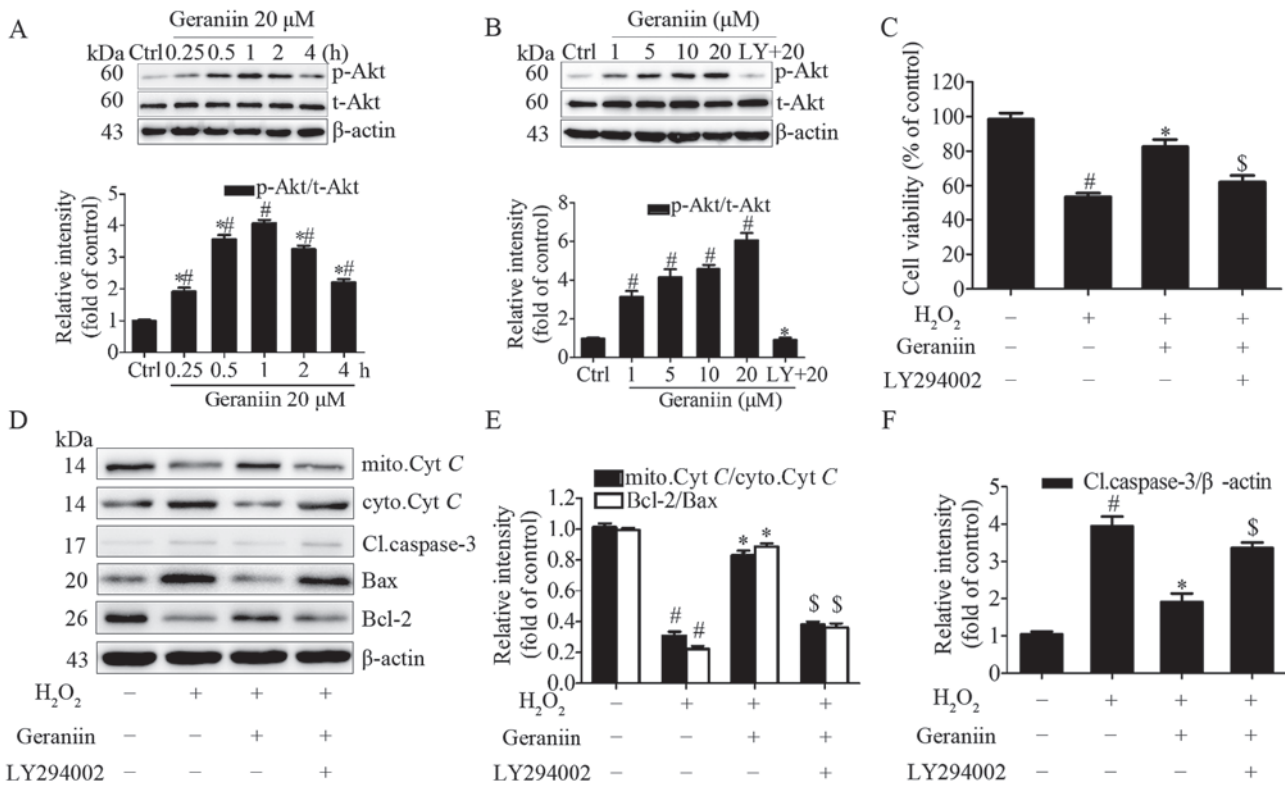 A
Geraniin 20 μM
kDa Ctrl 0.25 0.5 1 2 4 (h)
60 p-Akt
60 t-Akt
43 β-actin
p-Akt/t-Akt
Relative intensity
(fold of control)
5
4
3
2
1
0
*# *# # *# *#
Ctrl 0.25 0.5 1 2 4 h
Geraniin 20 μM
B
Geraniin (μM)
kDa Ctrl 1 5 10 20 LY+20
60 p-Akt
60 t-Akt
43 β-actin
p-Akt/t-Akt
Relative intensity
(fold of control)
8
6
4
2
0
# # # # *
Ctrl 1 5 10 20 LY+20
Geraniin (μM)
C
Cell viability (% of control)
120
100
80
60
40
20
0
# * $
H₂O₂ − + + +
Geraniin − − + +
LY294002 − − − +
D
kDa
14 mito.Cyt C
14 cyto.Cyt C
17 Cl.caspase-3
20 Bax
26 Bcl-2
43 β-actin
H₂O₂ − + + +
Geraniin − − + +
LY294002 − − − +
E
mito.Cyt C/cyto.Cyt C
Bcl-2/Bax
Relative intensity
(fold of control)
1.2
1.0
0.8
0.6
0.4
0.2
0.0
# # * * $ $
H₂O₂ − + + +
Geraniin − − + +
LY294002 − − − +
F
Cl.caspase-3/β -actin
Relative intensity
(fold of control)
5
4
3
2
1
0
# * $
H₂O₂ − + + +
Geraniin − − + +
LY294002 − − − +